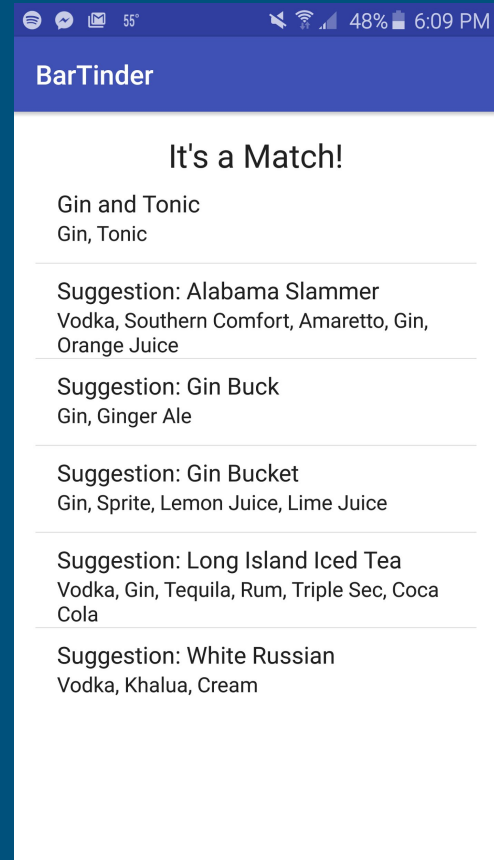 55° 48% 6:09 PM
BarTinder
It's a Match!
Gin and Tonic
Gin, Tonic
Suggestion: Alabama Slammer
Vodka, Southern Comfort, Amaretto, Gin,
Orange Juice
Suggestion: Gin Buck
Gin, Ginger Ale
Suggestion: Gin Bucket
Gin, Sprite, Lemon Juice, Lime Juice
Suggestion: Long Island Iced Tea
Vodka, Gin, Tequila, Rum, Triple Sec, Coca
Cola
Suggestion: White Russian
Vodka, Khalua, Cream